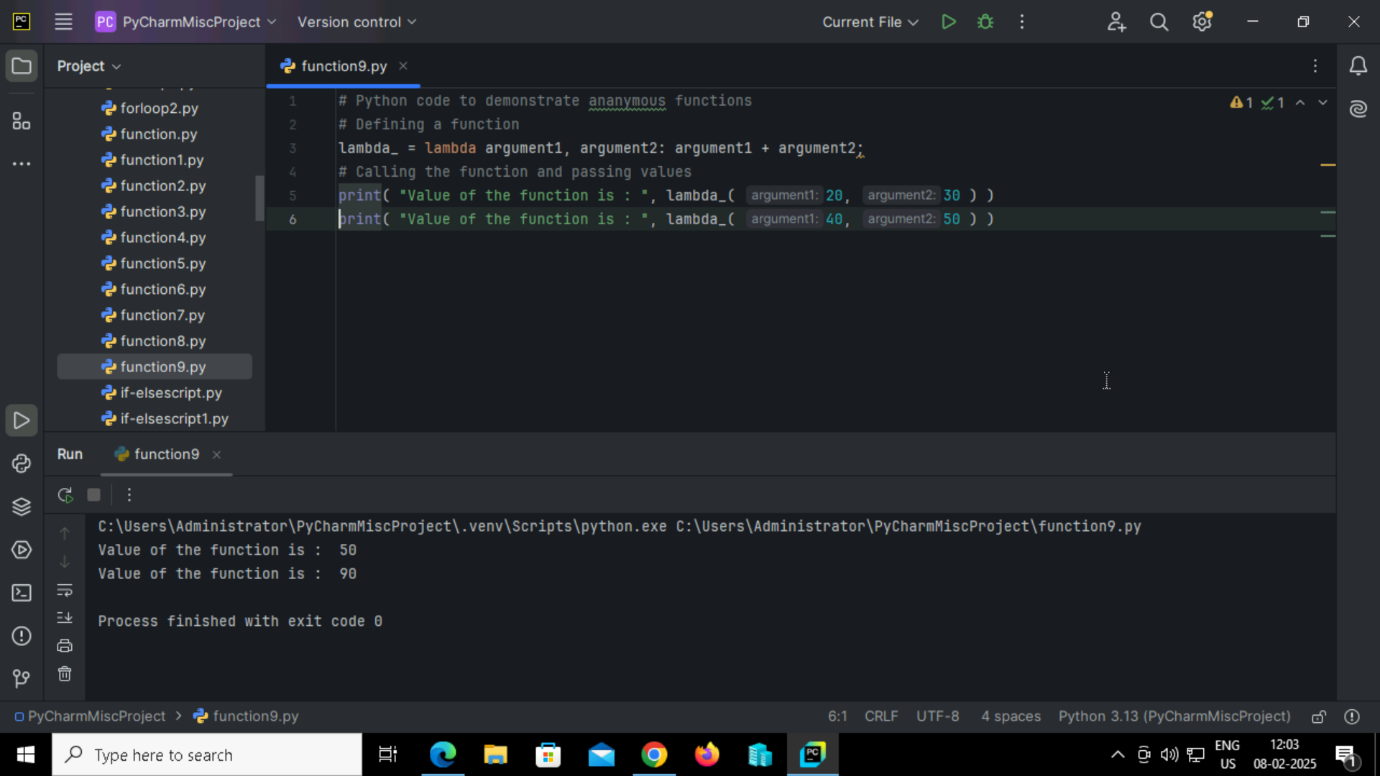 PC
PC PyCharmMiscProject Version control Current File
Project
function9.py
forloop2.py
function.py
function1.py
function2.py
function3.py
function4.py
function5.py
function6.py
function7.py
function8.py
function9.py
if-elsescript.py
if-elsescript1.py
1 # Python code to demonstrate ananymous functions
2 # Defining a function
3 lambda_ = lambda argument1, argument2: argument1 + argument2;
4 # Calling the function and passing values
5 print( "Value of the function is : ", lambda_( argument1: 20, argument2: 30 ) )
6 print( "Value of the function is : ", lambda_( argument1: 40, argument2: 50 ) )
1 1
Run function9
C:\Users\Administrator\PyCharmMiscProject\.venv\Scripts\python.exe C:\Users\Administrator\PyCharmMiscProject\function9.py
Value of the function is :  50
Value of the function is :  90
Process finished with exit code 0
PyCharmMiscProject > function9.py 6:1 CRLF UTF-8 4 spaces Python 3.13 (PyCharmMiscProject)
Type here to search
PC
ENG
US
12:03
08-02-2025
1